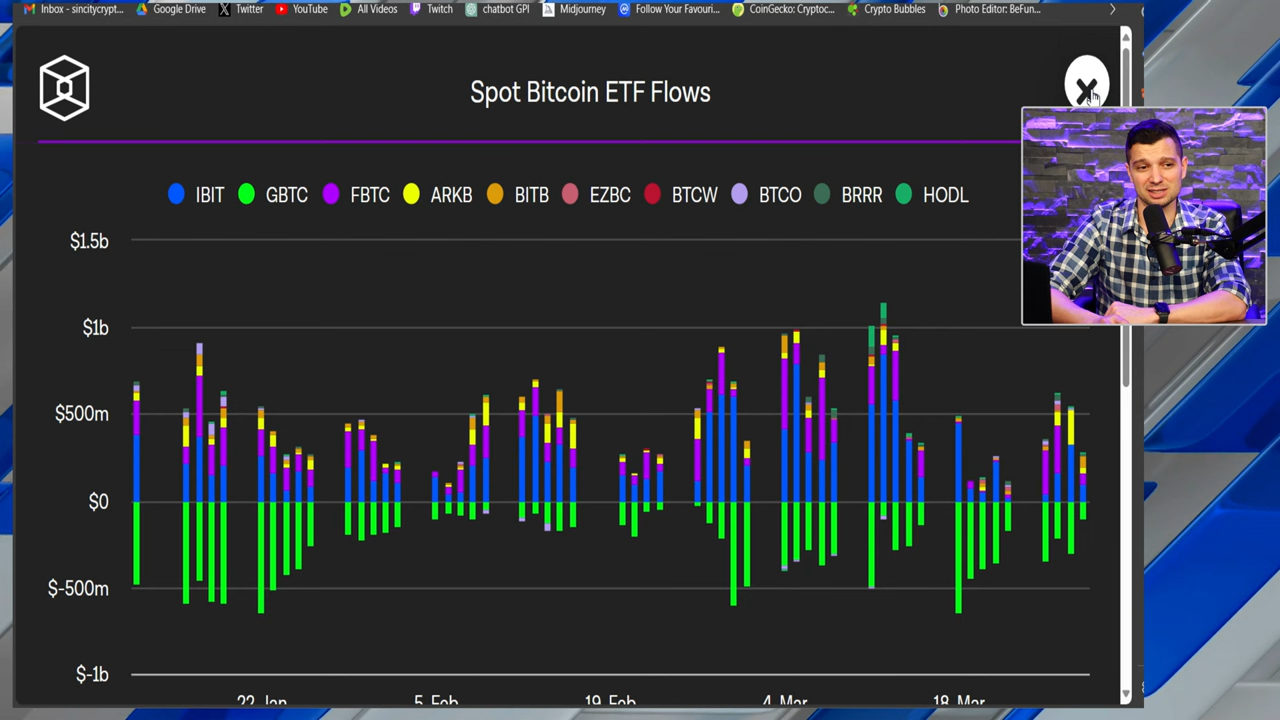 Inbox - sincitycrypt... Google Drive Twitter YouTube All Videos Twitch chatbot GPI Midjourney Follow Your Favouri... CoinGecko: Cryptoc... Crypto Bubbles Photo Editor: BeFun...
Spot Bitcoin ETF Flows
IBIT GBTC FBTC ARKB BITB EZBC BTCW BTCO BRRR HODL
$1.5b
$1b
$500m
$0
$-500m
$-1b
22. Jan 5. Feb 19. Feb 4. Mar 18. Mar